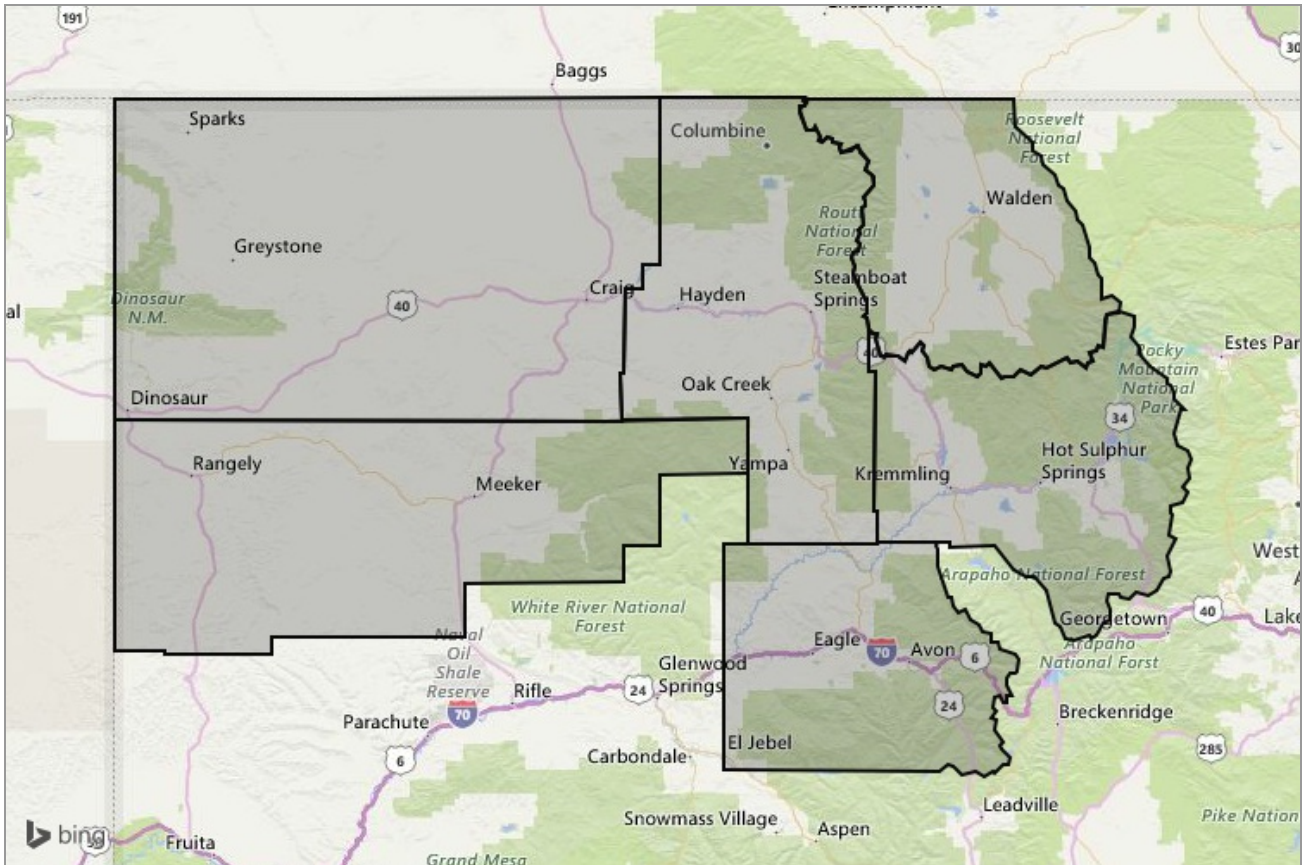 191
Baggs
30
Sparks
Columbine
Roosevelt
National
Forest
Walden
Greystone
Routt
National
Forest
Steamboat
Springs
Craig
Hayden
Dinosaur
N.M.
40
al
40
Estes Par
Rocky
Mountain
National
Park
Oak Creek
Dinosaur
34
Hot Sulphur
Springs
Rangely
Yampa
Kremmling
Meeker
West
Arapaho National Forest
White River National
Forest
Georgetown
40
Lake
Eagle
70
Avon
6
Arapaho
National Forst
Naval
Oil
Shale
Reserve
Glenwood
Springs
24
Rifle
70
24
Breckenridge
Parachute
El Jebel
6
Carbondale
285
Leadville
Snowmass Village
Aspen
Pike Nation
bing
Fruita
Grand Mesa